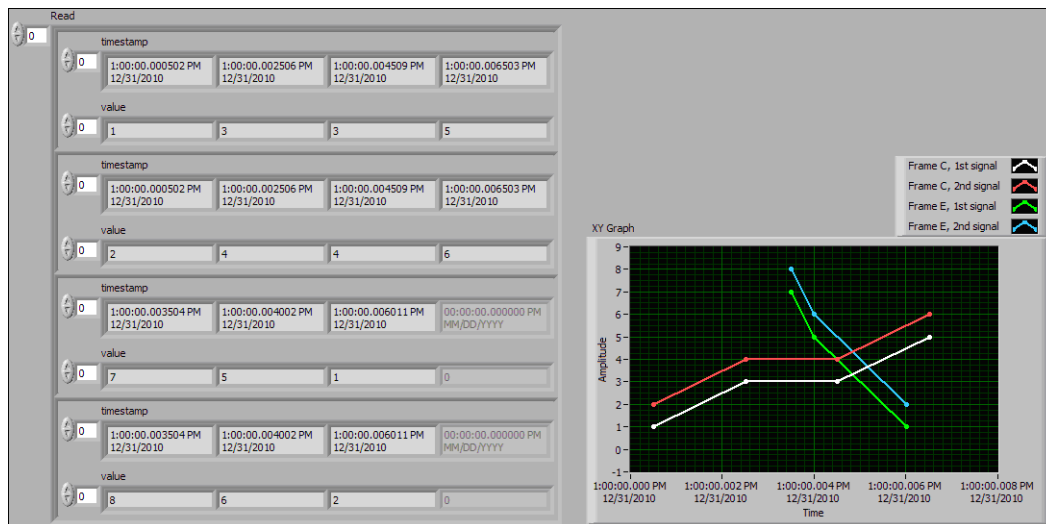 Read
0
timestamp
0
1:00:00.000502 PM 1:00:00.002506 PM 1:00:00.004509 PM 1:00:00.006503 PM
12/31/2010 12/31/2010 12/31/2010 12/31/2010
value
0 1 3 3 5
timestamp
0
1:00:00.000502 PM 1:00:00.002506 PM 1:00:00.004509 PM 1:00:00.006503 PM
12/31/2010 12/31/2010 12/31/2010 12/31/2010
value
0 2 4 4 6
timestamp
0
1:00:00.003504 PM 1:00:00.004002 PM 1:00:00.006011 PM 00:00:00.000000 PM
12/31/2010 12/31/2010 12/31/2010 MM/DD/YYYY
value
0 7 5 1 0
timestamp
0
1:00:00.003504 PM 1:00:00.004002 PM 1:00:00.006011 PM 00:00:00.000000 PM
12/31/2010 12/31/2010 12/31/2010 MM/DD/YYYY
value
0 8 6 2 0
Frame C, 1st signal
Frame C, 2nd signal
Frame E, 1st signal
Frame E, 2nd signal
XY Graph
Amplitude
9
8
7
6
5
4
3
2
1
0
-1
1:00:00.000 PM 1:00:00.002 PM 1:00:00.004 PM 1:00:00.006 PM 1:00:00.008 PM
12/31/2010 12/31/2010 12/31/2010 12/31/2010 12/31/2010
Time